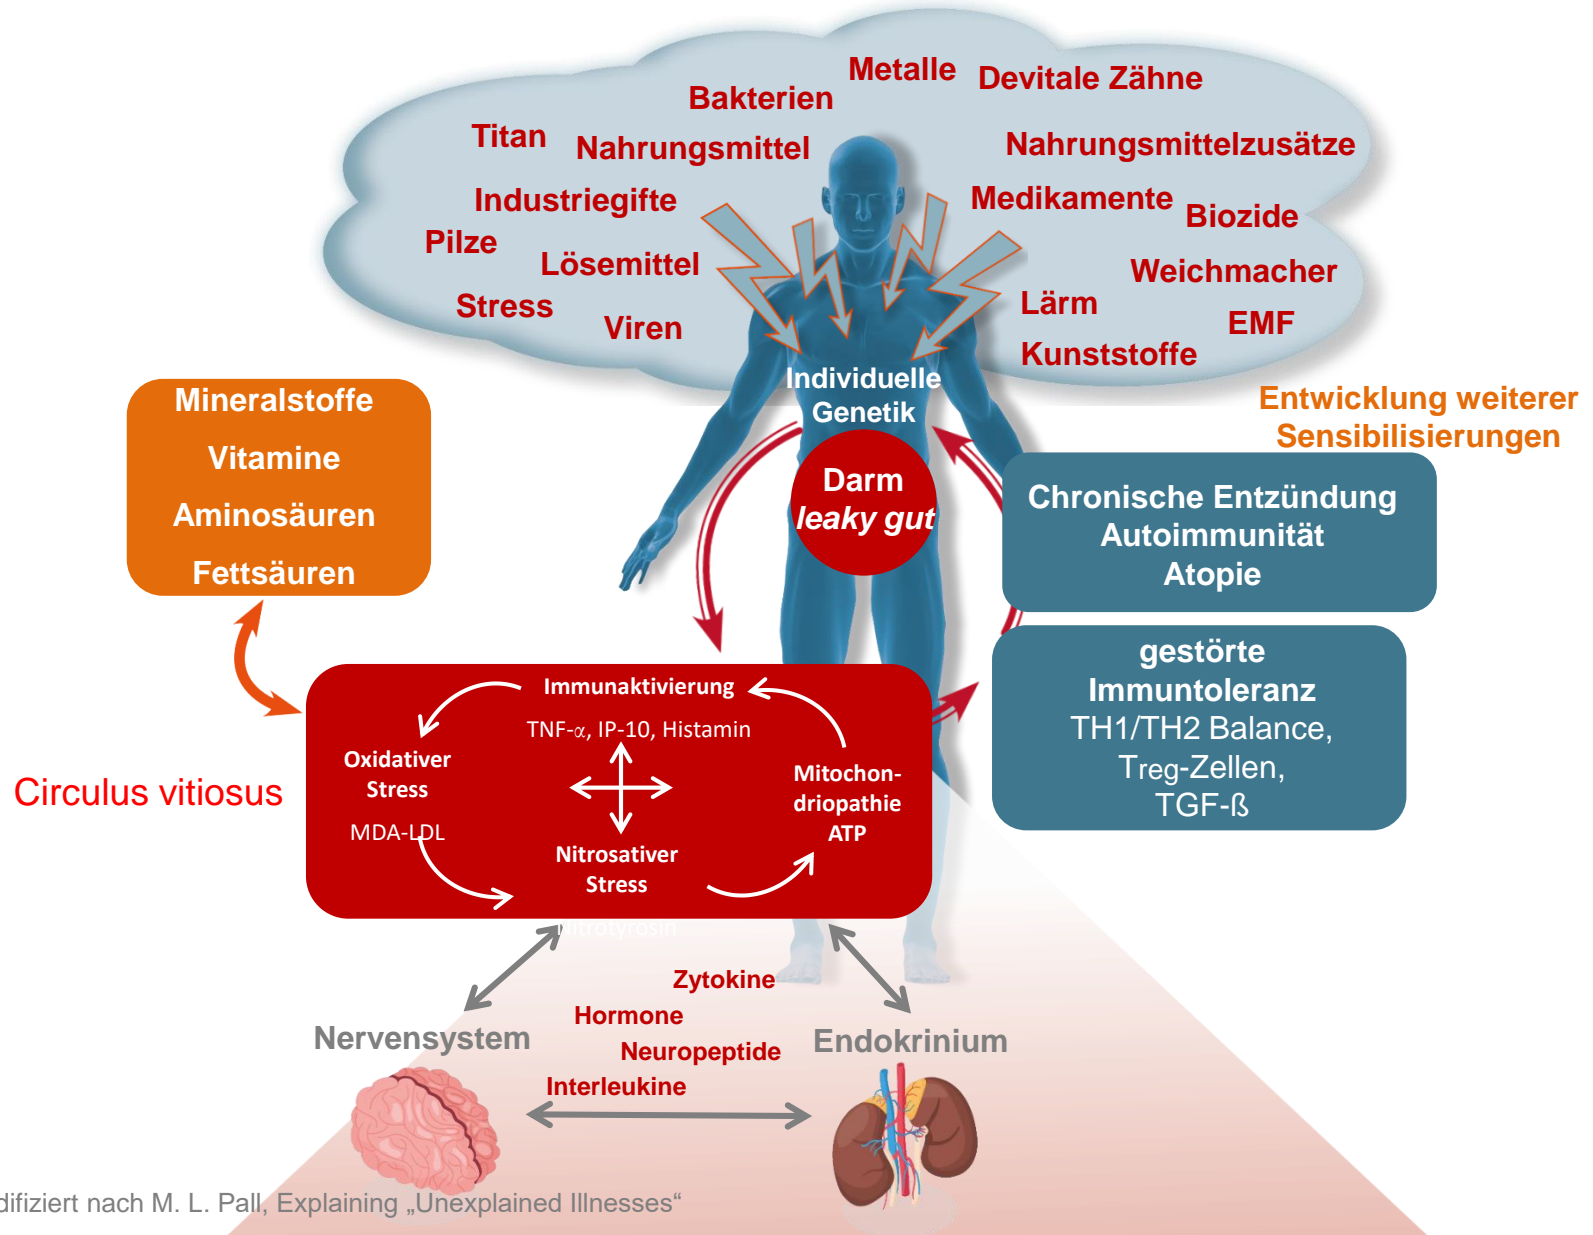 Metalle
Devitale Zähne
Bakterien
Titan
Nahrungsmittel
Nahrungsmittelzusätze
Industriegifte
Medikamente
Biozide
Pilze
Lösemittel
Weichmacher
Stress
Viren
Lärm
EMF
Kunststoffe
Individuelle
Genetik
Darm
leaky gut
Mineralstoffe
Vitamine
Aminosäuren
Fettsäuren
Entwicklung weiterer
Sensibilisierungen
Chronische Entzündung
Autoimmunität
Atopie
gestörte
Immuntoleranz
TH1/TH2 Balance,
Treg-Zellen,
TGF-ß
Circulus vitiosus
Immunaktivierung
TNF-α, IP-10, Histamin
Oxidativer
Stress
MDA-LDL
Mitochon-
driopathie
ATP
Nitrosativer
Stress
Nitrotyrosin
Zytokine
Hormone
Neuropeptide
Interleukine
Nervensystem
Endokrinium
difiziert nach M. L. Pall, Explaining „Unexplained Illnesses“